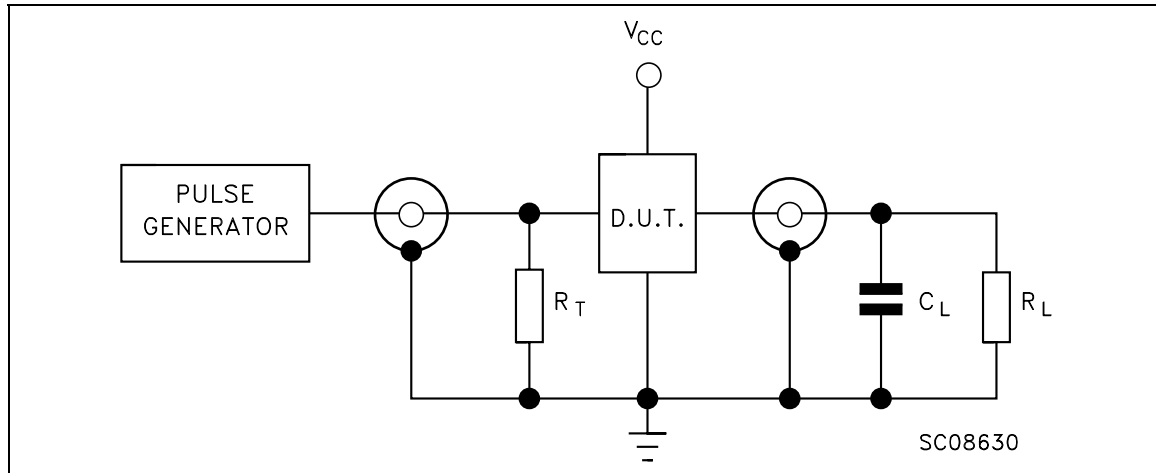 VCC
PULSE
GENERATOR
D.U.T.
RT
CL
RL
SC08630